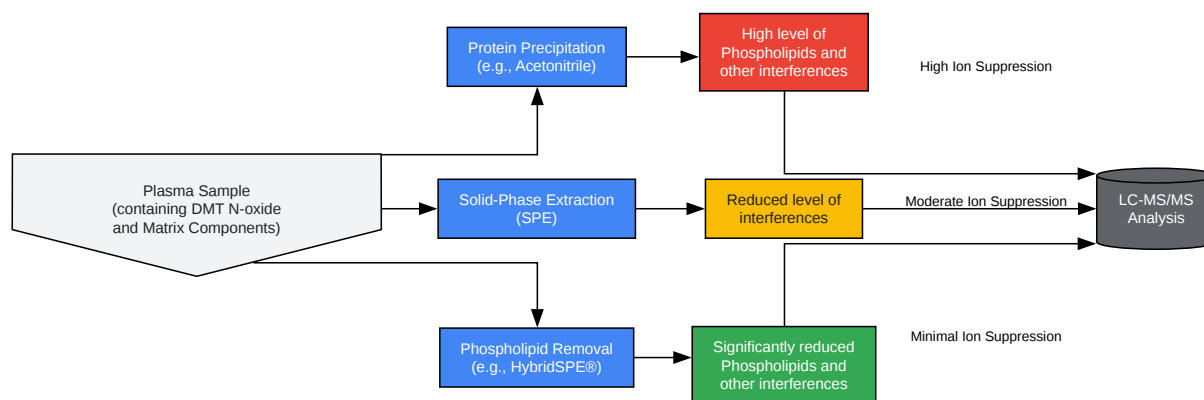 Protein Precipitation
(e.g., Acetonitrile)
High level of
Phospholipids and
other interferences
High Ion Suppression
Plasma Sample
(containing DMT N-oxide
and Matrix Components)
Solid-Phase Extraction
(SPE)
Reduced level of
interferences
Moderate Ion Suppression
LC-MS/MS
Analysis
Phospholipid Removal
(e.g., HybridSPE®)
Significantly reduced
Phospholipids and
other interferences
Minimal Ion Suppression